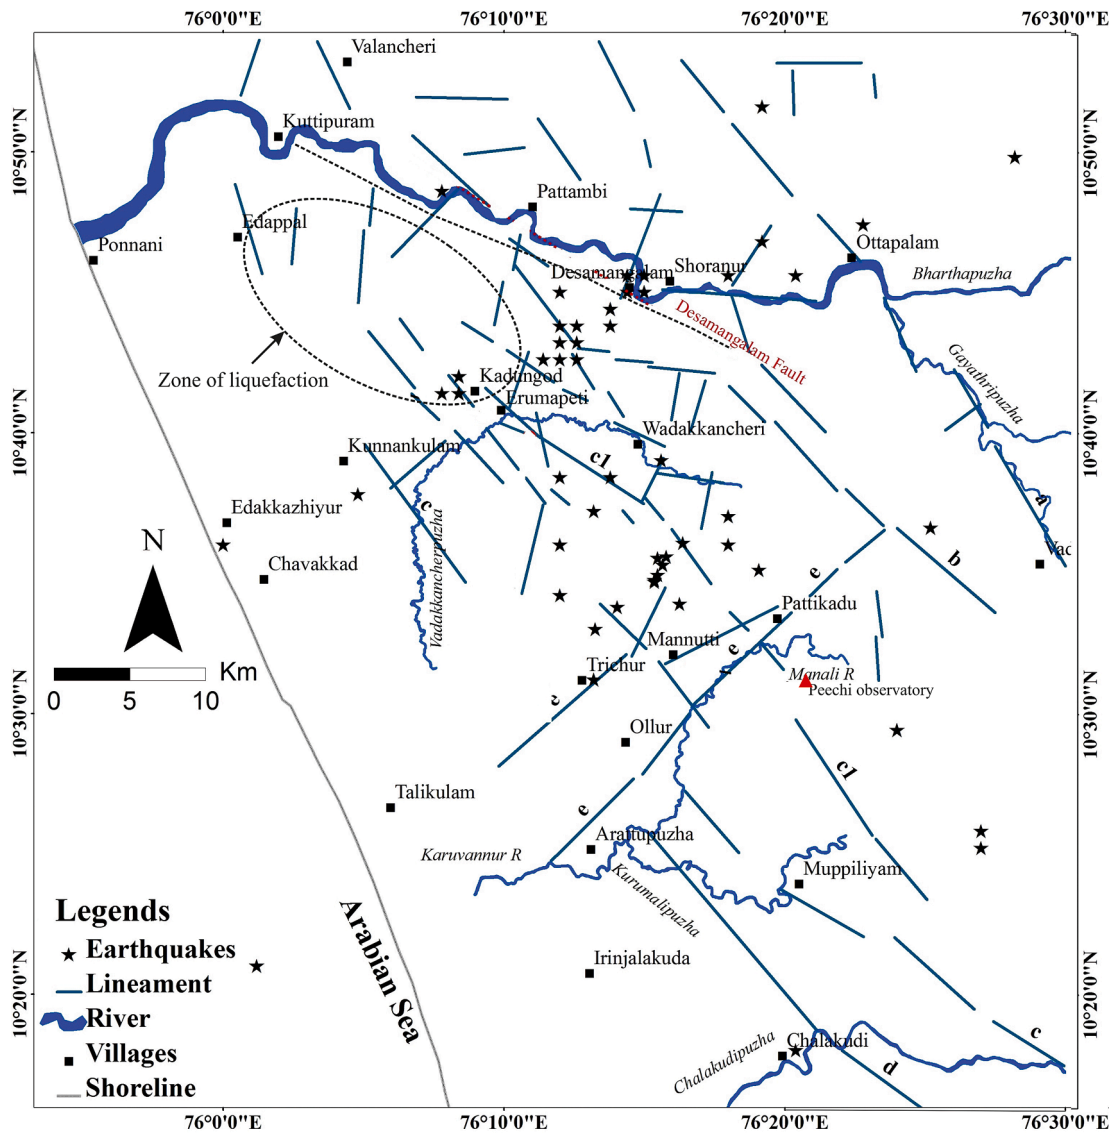 76°0'0"E
76°10'0"E
76°20'0"E
76°30'0"E
Valancheri
Kuttipuram
10°50'0"N
10°50'0"N
Pattambi
Edappal
Ponnani
Ottapalam
Desamangalam
Shoranur
Bharthapuzha
Desamangalam Fault
Gayathripuzha
Zone of liquefaction
Kadungod
Erumapeti
10°40'0"N
10°40'0"N
Wadakkancheri
Kunnankulam
c1
c
a
Edakkazhiyur
Vadakkancherpuzha
N
Chavakkad
b
Vad
e
Pattikadu
Mannutti
e
Trichur
Manali R
Peechi observatory
Km
0 5 10
e
10°30'0"N
10°30'0"N
Ollur
c1
Talikulam
e
Arattupuzha
Karuvannur R
Kurumalipuzha
Muppiliyam
Legends
Earthquakes
Lineament
River
Villages
Shoreline
Arabian Sea
Irinjalakuda
10°20'0"N
10°20'0"N
c
Chalakudi
Chalakudipuzha
d
76°0'0"E
76°10'0"E
76°20'0"E
76°30'0"E